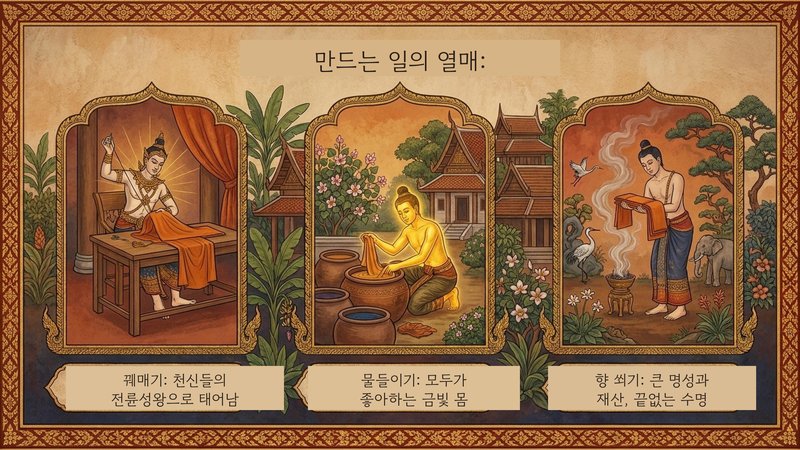 만드는 일의 열매:
꿰매기: 천신들의
전륜성왕으로 태어남
물들이기: 모두가
좋아하는 금빛 몸
향 쐬기: 큰 명성과
재산, 끝없는 수명